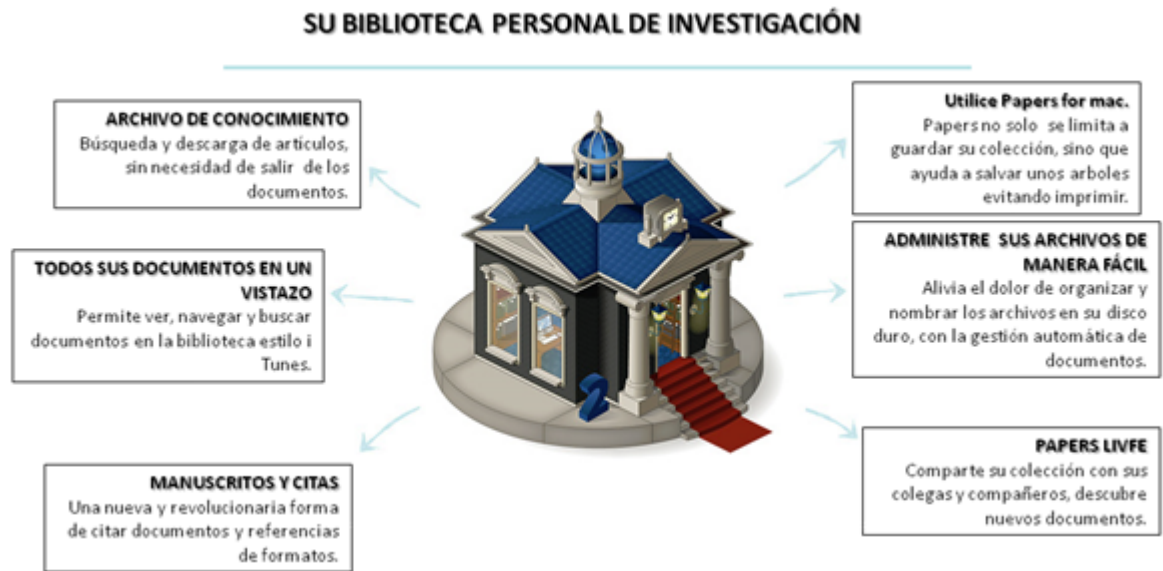 SU BIBLIOTECA PERSONAL DE INVESTIGACIÓN
ARCHIVO DE CONOCIMIENTO
Búsqueda y descarga de artículos,
sin necesidad de salir de los
documentos.
TODOS SUS DOCUMENTOS EN UN
VISTAZO
Permite ver, navegar y buscar
documentos en la biblioteca estilo i
Tunes.
MANUSCRITOS Y CITAS
Una nueva y revolucionaria forma
de citar documentos y referencias
de formatos.
2
Utilice Papers for mac.
Papers no solo se limita a
guardar su colección, sino que
ayuda a salvar unos arboles
evitando imprimir.
ADMINISTRE SUS ARCHIVOS DE
MANERA FÁCIL
Alivia el dolor de organizar y
nombrar los archivos en su disco
duro, con la gestión automática de
documentos.
PAPERS LIVFE
Comparte su colección con sus
colegas y compañeros, descubre
nuevos documentos.